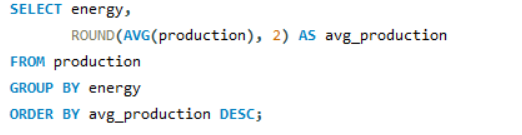 SELECT energy,
ROUND(AVG(production), 2) AS avg_production
FROM production
GROUP BY energy
ORDER BY avg_production DESC;